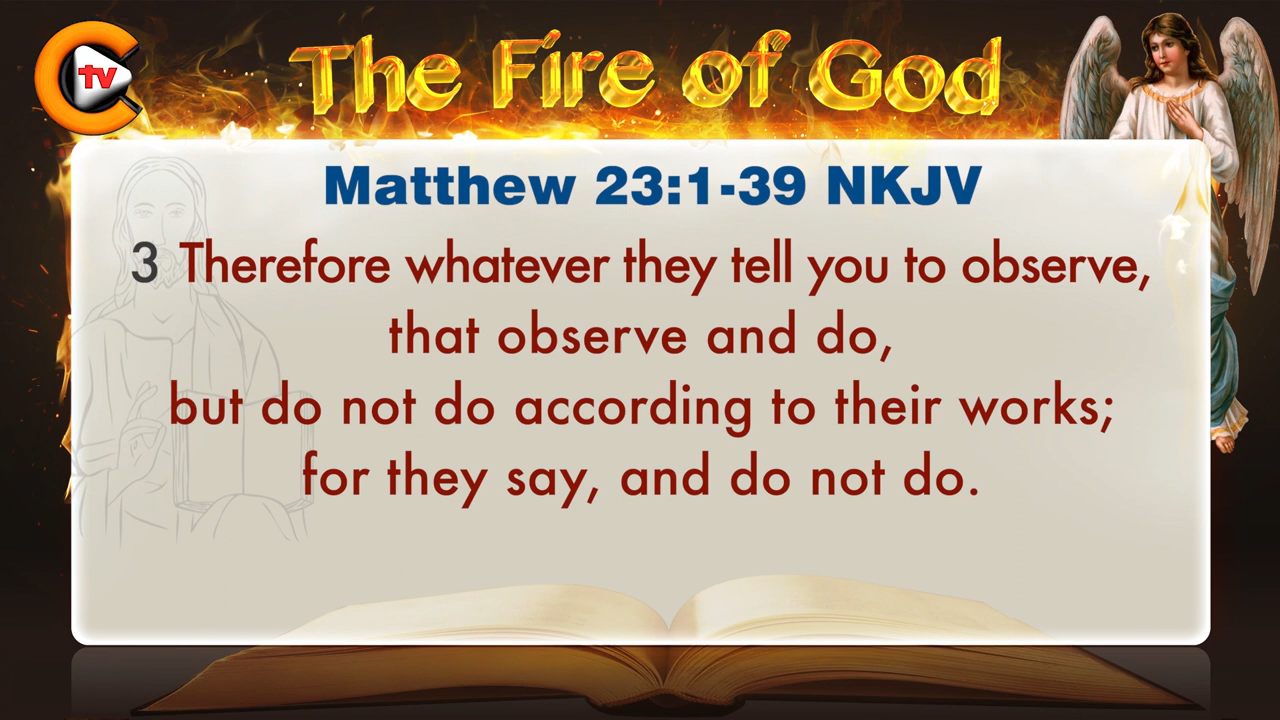 tv
The Fire of God
Matthew 23:1-39 NKJV
3 Therefore whatever they tell you to observe,
that observe and do,
but do not do according to their works;
for they say, and do not do.